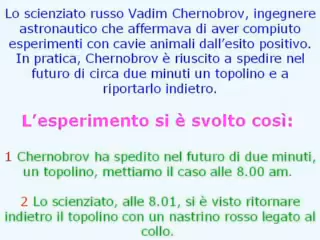 Lo scienziato russo Vadim Chernobrov, ingegnere
astronautico che affermava di aver compiuto
esperimenti con cavie animali dall'esito positivo.
In pratica, Chernobrov è riuscito a spedire nel
futuro di circa due minuti un topolino e a
riportarlo indietro.
L'esperimento si è svolto così:
1 Chernobrov ha spedito nel futuro di due minuti,
un topolino, mettiamo il caso alle 8.00 am.
2 Lo scienziato, alle 8.01, si è visto ritornare
indietro il topolino con un nastrino rosso legato al
collo.